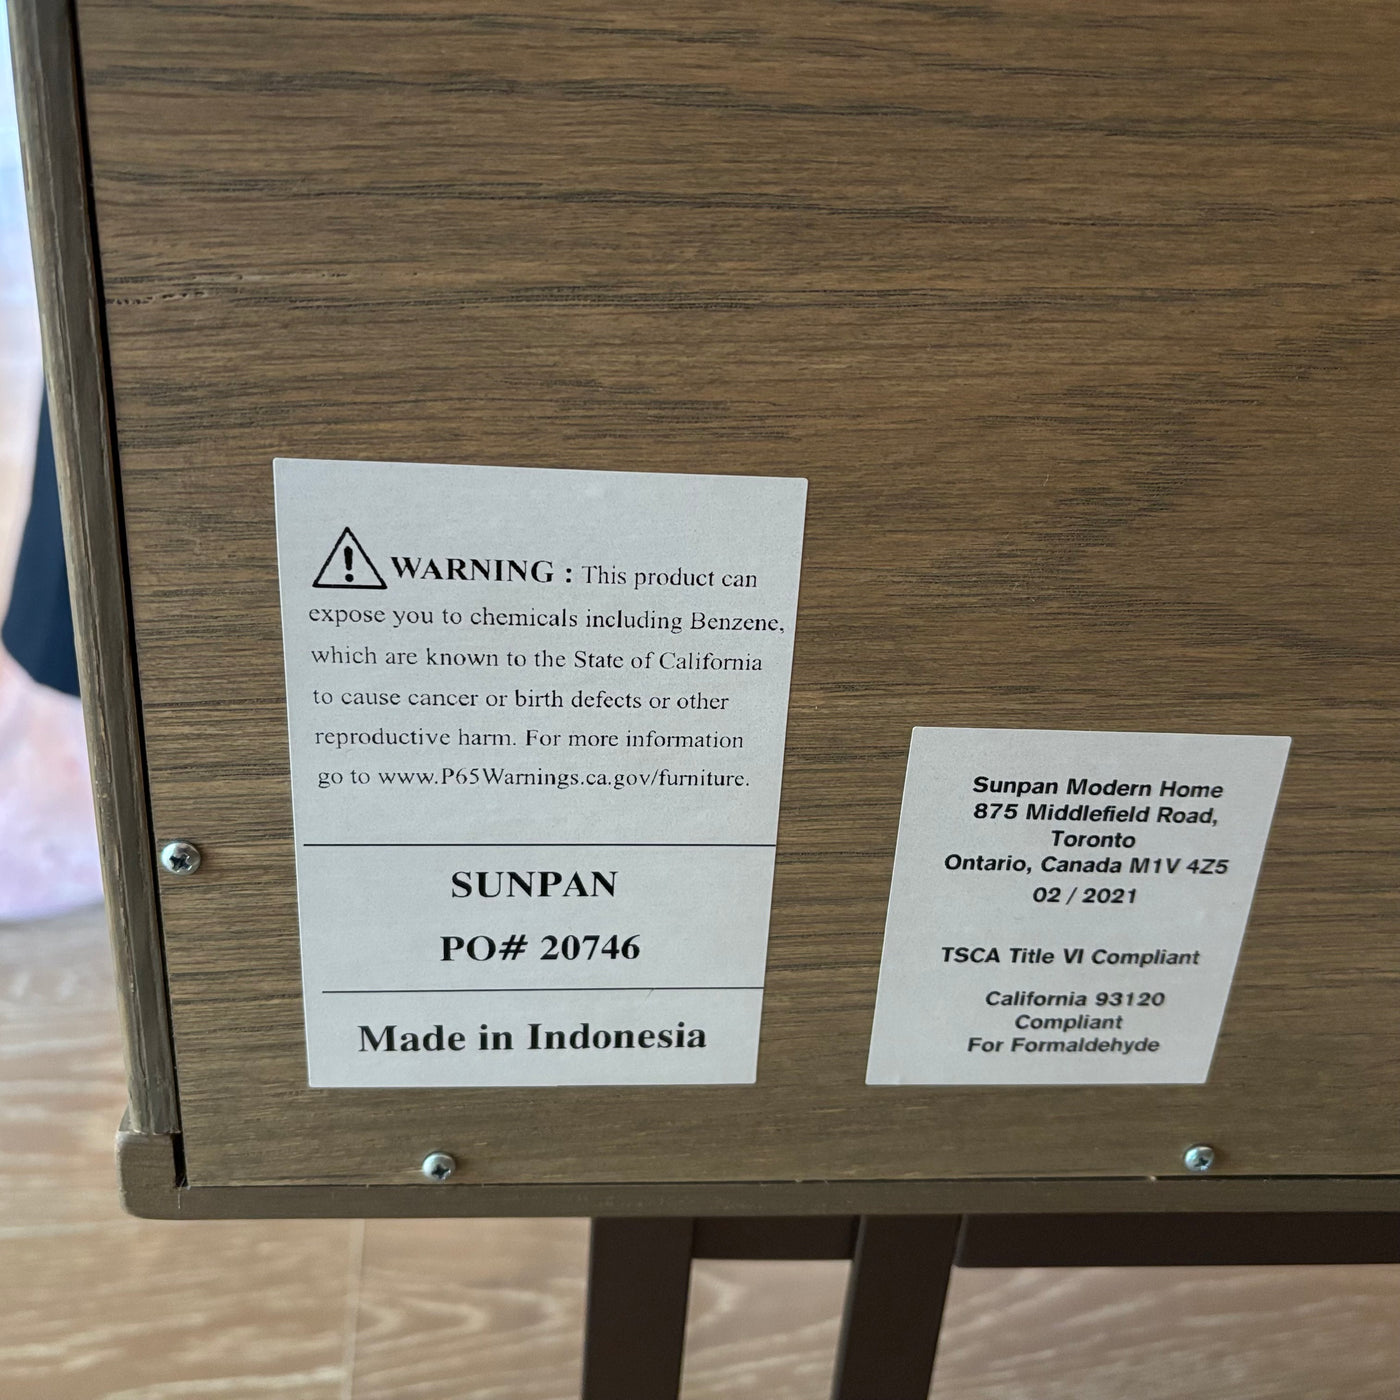 WARNING : This product can
expose you to chemicals including Benzene,
which are known to the State of California
to cause cancer or birth defects or other
reproductive harm. For more information
go to www.P65Warnings.ca.gov/furniture.
SUNPAN
PO# 20746
Made in Indonesia
Sunpan Modern Home
875 Middlefield Road,
Toronto
Ontario, Canada M1V 4Z5
02 / 2021
TSCA Title VI Compliant
California 93120
Compliant
For Formaldehyde